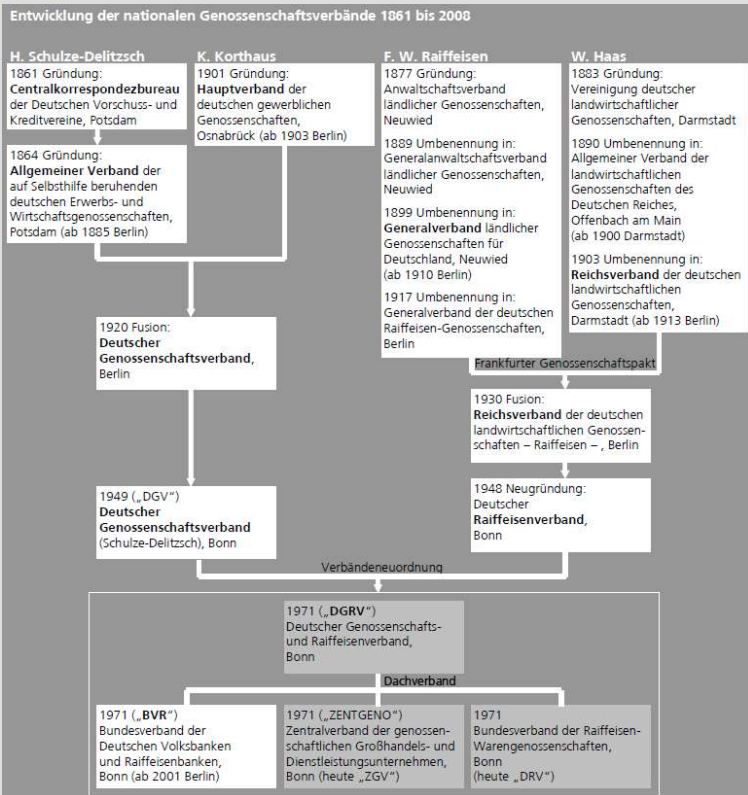 Entwicklung der nationalen Genossenschaftsverbände 1861 bis 2008
H. Schulze-Delitzsch
1861 Gründung:
Centralkorrespondezbureau
der Deutschen Vorschuss- und
Kreditvereine, Potsdam
1864 Gründung:
Allgemeiner Verband der
auf Selbsthilfe beruhenden
deutschen Erwerbs- und
Wirtschaftsgenossenschaften,
Potsdam (ab 1885 Berlin)
K. Korthaus
1901 Gründung:
Hauptverband der
deutschen gewerblichen
Genossenschaften,
Osnabrück (ab 1903 Berlin)
F. W. Raiffeisen
1877 Gründung:
Anwaltschaftsverband
ländlicher Genossenschaften,
Neuwied
1889 Umbenennung in:
Generalanwaltschaftsverband
ländlicher Genossenschaften,
Neuwied
1899 Umbenennung in:
Generalverband ländlicher
Genossenschaften für
Deutschland, Neuwied
(ab 1910 Berlin)
1917 Umbenennung in:
Generalverband der deutschen
Raiffeisen-Genossenschaften,
Berlin
W. Haas
1883 Gründung:
Vereinigung deutscher
landwirtschaftlicher
Genossenschaften, Darmstadt
1890 Umbenennung in:
Allgemeiner Verband der
landwirtschaftlichen
Genossenschaften des
Deutschen Reiches,
Offenbach am Main
(ab 1900 Darmstadt)
1903 Umbenennung in:
Reichsverband der deutschen
landwirtschaftlichen
Genossenschaften,
Darmstadt (ab 1913 Berlin)
1920 Fusion:
Deutscher
Genossenschaftsverband,
Berlin
Frankfurter Genossenschaftspakt
1930 Fusion:
Reichsverband der deutschen
landwirtschaftlichen Genossen-
schaften – Raiffeisen – , Berlin
1949 („DGV“)
Deutscher
Genossenschaftsverband
(Schulze-Delitzsch), Bonn
1948 Neugründung:
Deutscher
Raiffeisenverband,
Bonn
Verbändeneuordnung
1971 („DGRV“)
Deutscher Genossenschafts-
und Raiffeisenverband,
Bonn
Dachverband
1971 („BVR“)
Bundesverband der
Deutschen Volksbanken
und Raiffeisenbanken,
Bonn (ab 2001 Berlin)
1971 („ZENTGENO“)
Zentralverband der genossen-
schaftlichen Großhandels- und
Dienstleistungsunternehmen,
Bonn (heute „ZGV“)
1971
Bundesverband der Raiffeisen-
Warengenossenschaften,
Bonn
(heute „DRV“)